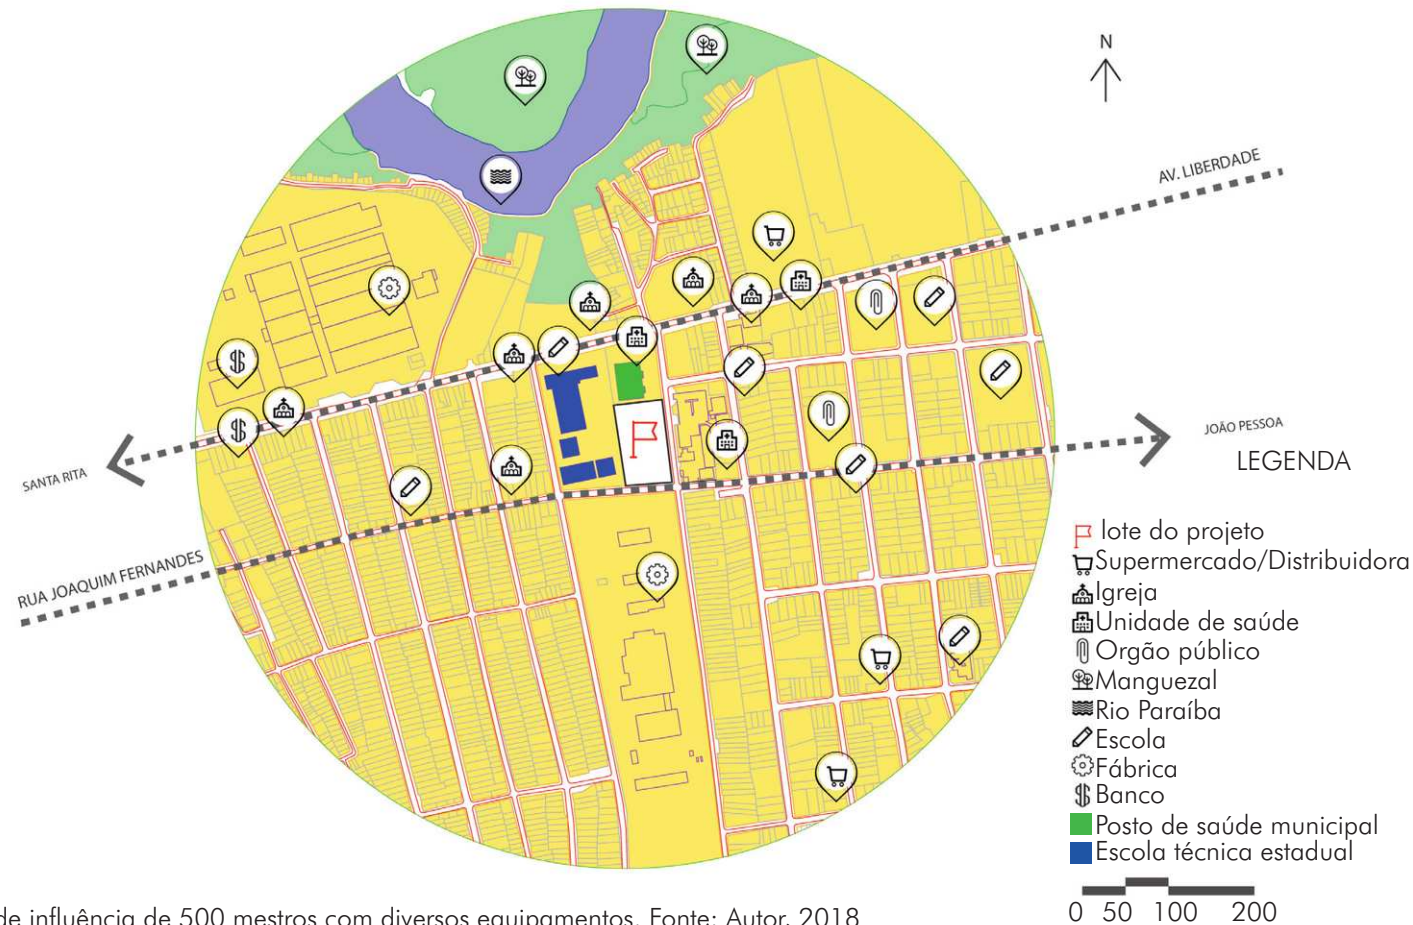 N
AV. LIBERDADE
SANTA RITA
JOÃO PESSOA
RUA JOAQUIM FERNANDES
LEGENDA
lote do projeto
Supermercado/Distribuidora
Igreja
Unidade de saúde
Orgão público
Manguezal
Rio Paraíba
Escola
Fábrica
Banco
Posto de saúde municipal
Escola técnica estadual
0 50 100 200
de influência de 500 mestros com diversos equipamentos. Fonte: Autor, 2018